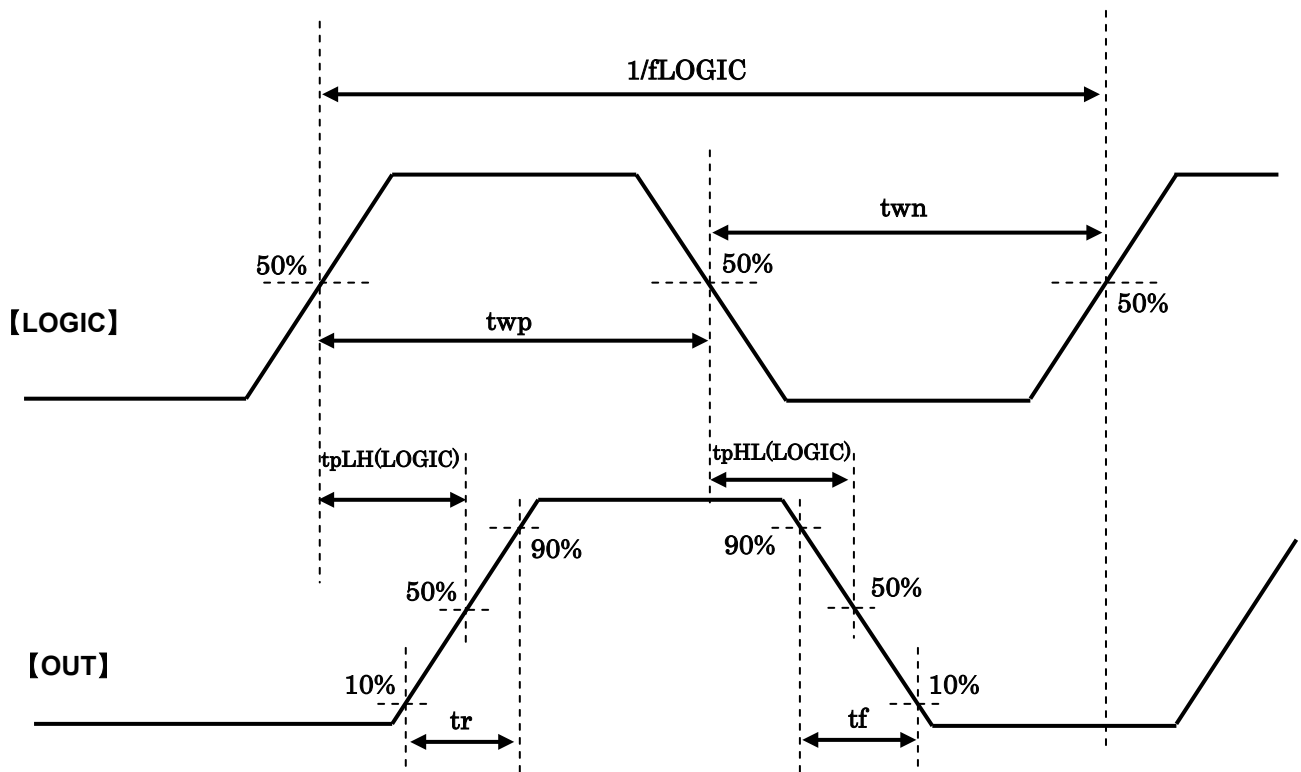 1/fLOGIC
twn
50%
50%
50%
【LOGIC】
twp
tpLH(LOGIC)
tpHL(LOGIC)
90%
90%
50%
50%
【OUT】
10%
10%
tr
tf